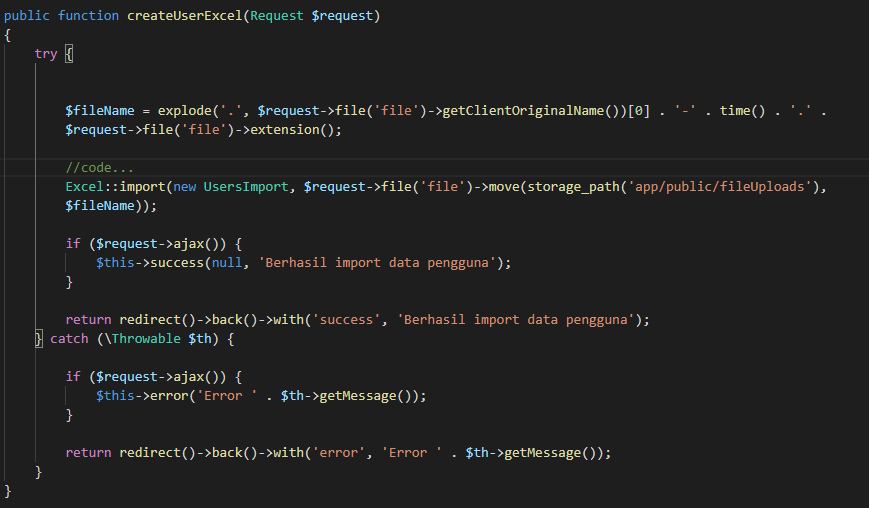 public function createUserExcel(Request $request)
{
try {
$fileName = explode('.', $request->file('file')->getClientOriginalName())[0] . '-' . time() . '.' .
$request->file('file')->extension();
//code...
Excel::import(new UsersImport, $request->file('file')->move(storage_path('app/public/fileUploads'),
$fileName));
if ($request->ajax()) {
$this->success(null, 'Berhasil import data pengguna');
}
return redirect()->back()->with('success', 'Berhasil import data pengguna');
} catch (\Throwable $th) {
if ($request->ajax()) {
$this->error('Error ' . $th->getMessage());
}
return redirect()->back()->with('error', 'Error ' . $th->getMessage());
}
}